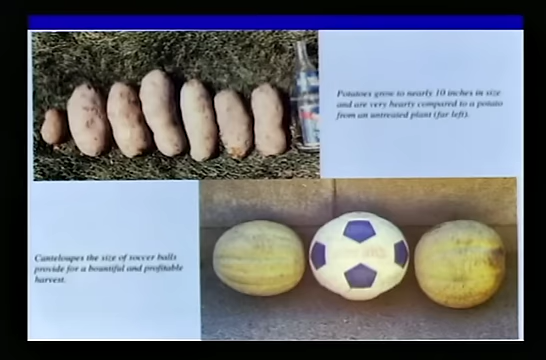 Potatoes grow to nearly 10 inches in size
and are very hearty compared to a potato
from an untreated plant (far left).
Canteloupes the size of soccer balls
provide for a bountiful and profitable
harvest.